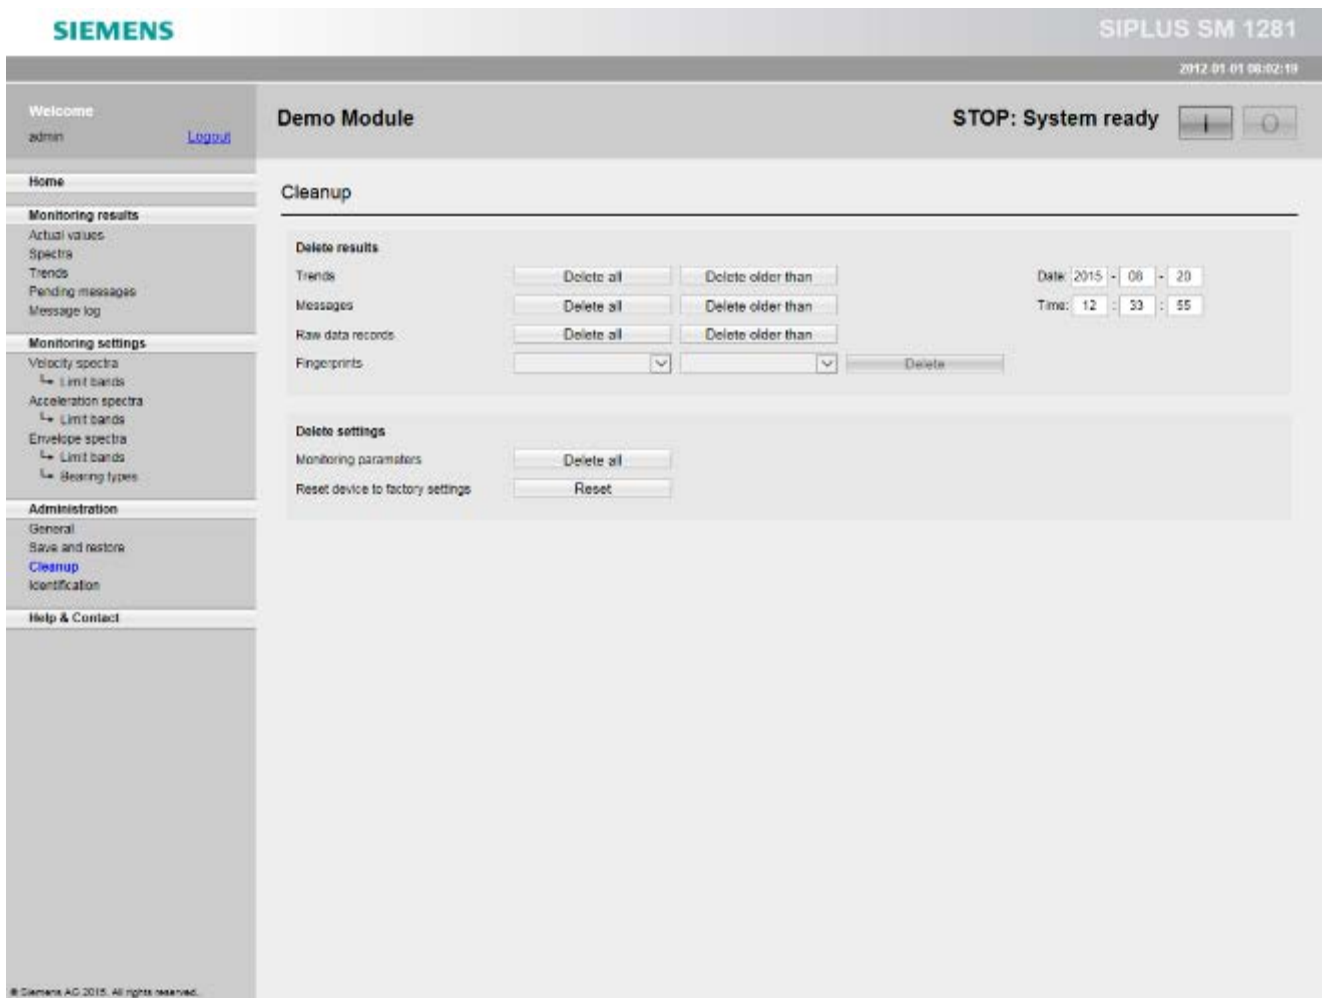 SIEMENS
SIPLUS SM 1281
2012-01-01 08:02:19
Welcome
admin
Logout
Demo Module
STOP: System ready
I
O
Home
Monitoring results
Actual values
Spectra
Trends
Pending messages
Message log
Monitoring settings
Velocity spectra
Limit bands
Acceleration spectra
Limit bands
Envelope spectra
Limit bands
Bearing types
Administration
General
Save and restore
Cleanup
Identification
Help & Contact
Cleanup
Delete results
Trends Delete all Delete older than Date: 2015 - 08 - 20
Messages Delete all Delete older than Time: 12 : 33 : 55
Raw data records Delete all Delete older than
Fingerprints Delete
Delete settings
Monitoring parameters Delete all
Reset device to factory settings Reset
© Siemens AG 2015. All rights reserved.